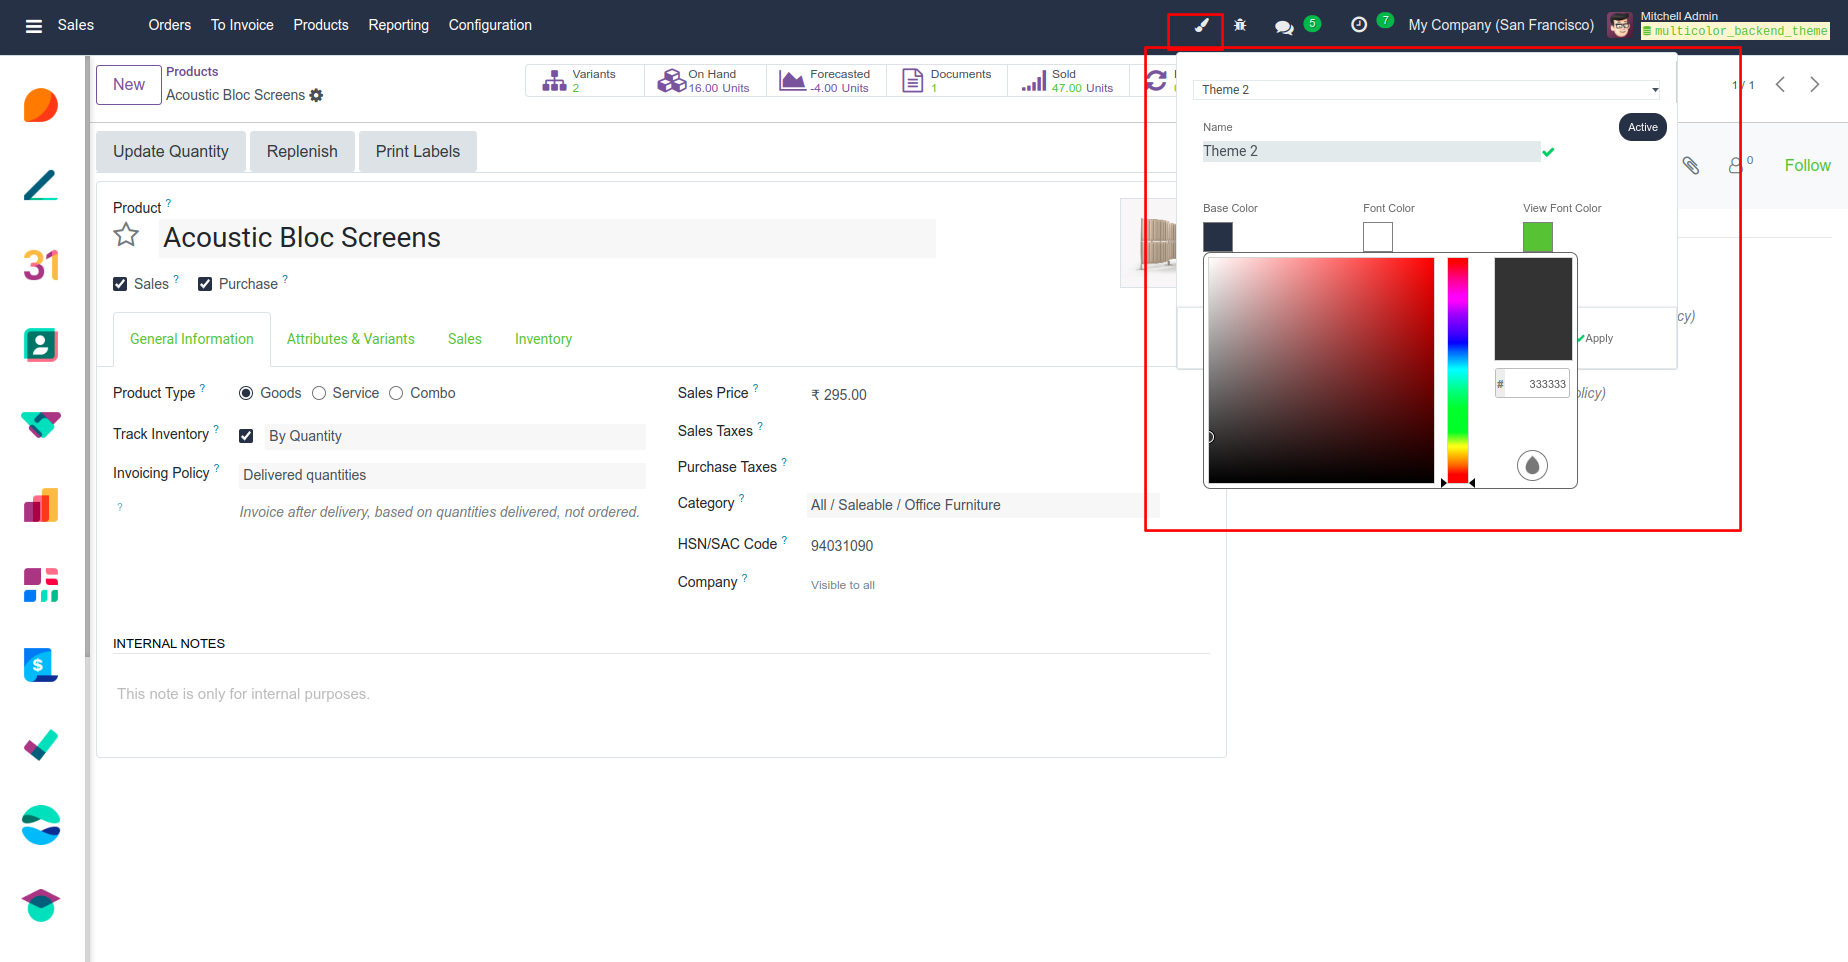 Sales Orders To Invoice Products Reporting Configuration 5 7 My Company (San Francisco) Mitchell Admin
multicolor_backend_theme
New Products
Acoustic Bloc Screens
Variants
2
On Hand
16.00 Units
Forecasted
-4.00 Units
Documents
1
Sold
47.00 Units
1 / 1
Update Quantity Replenish Print Labels
0 Follow
Product ?
Acoustic Bloc Screens
Sales ? Purchase ?
General Information Attributes & Variants Sales Inventory
Product Type ? Goods Service Combo
Track Inventory ? By Quantity
Invoicing Policy ? Delivered quantities
? Invoice after delivery, based on quantities delivered, not ordered.
Sales Price ? ₹ 295.00
Sales Taxes ?
Purchase Taxes ?
Category ? All / Saleable / Office Furniture
HSN/SAC Code ? 94031090
Company ? Visible to all
INTERNAL NOTES
This note is only for internal purposes.
Theme 2
Name Active
Theme 2
Base Color Font Color View Font Color
Apply
# 333333
cy)
licy)
31
$